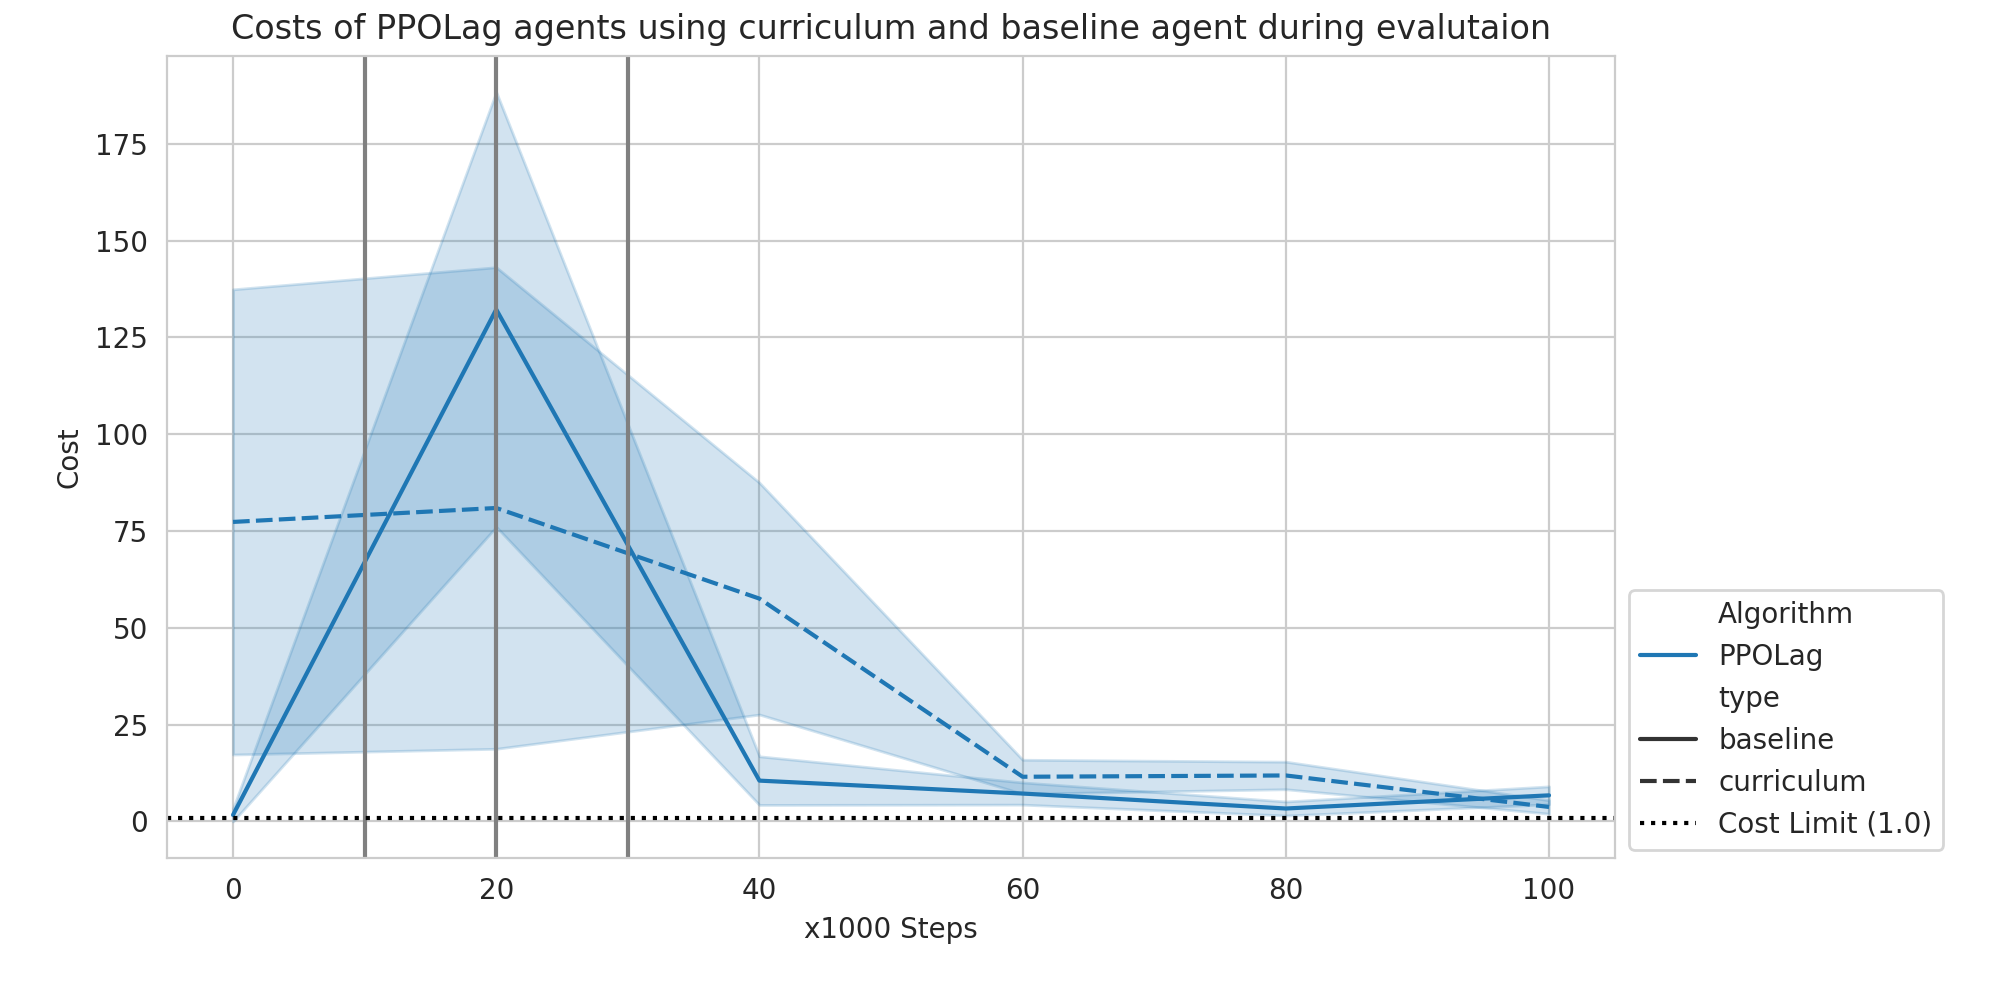 Costs of PPOLag agents using curriculum and baseline agent during evalutaion
175
150
125
100
75
50
25
0
Cost
0 20 40 60 80 100
x1000 Steps
Algorithm
PPOLag
type
baseline
curriculum
Cost Limit (1.0)